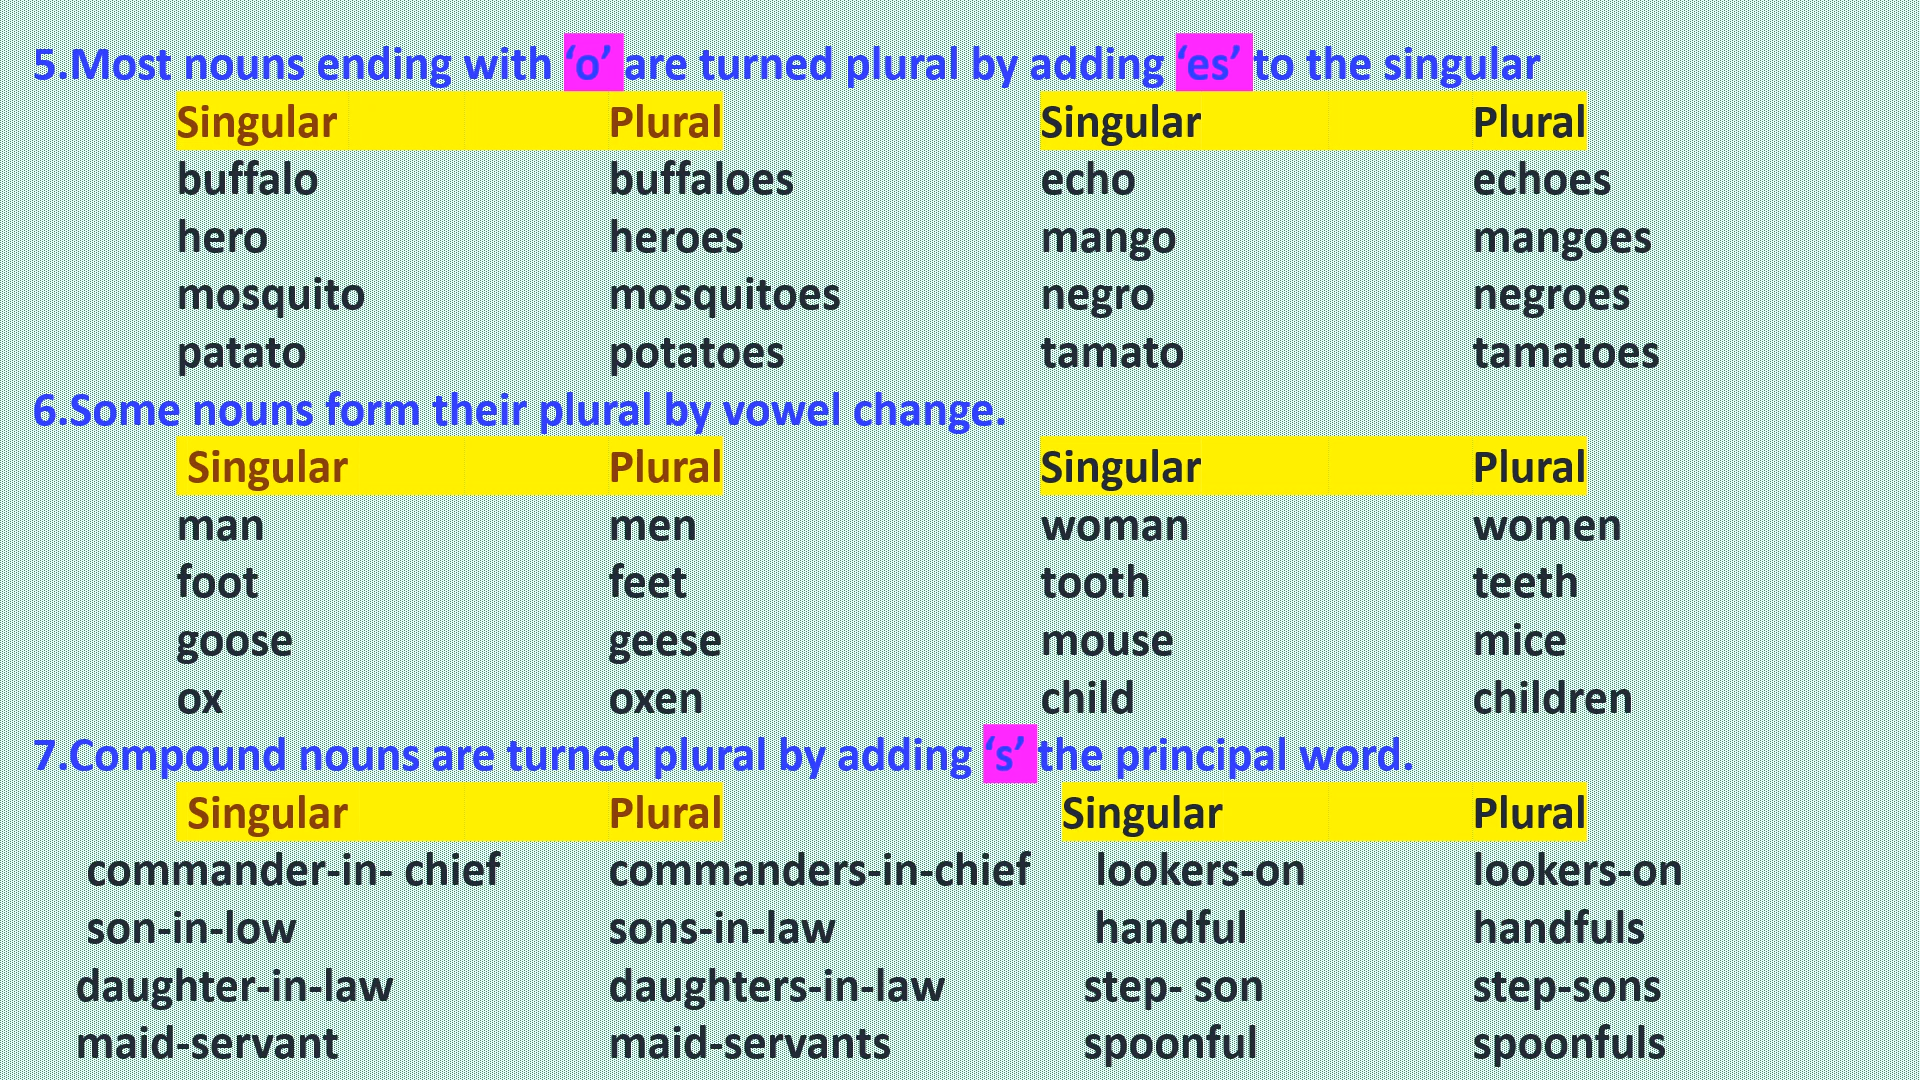 5.Most nouns ending with ‘o’ are turned plural by adding ‘es’ to the singular
Singular Plural Singular Plural
buffalo buffaloes echo echoes
hero heroes mango mangoes
mosquito mosquitoes negro negroes
patato potatoes tamato tamatoes
6.Some nouns form their plural by vowel change.
Singular Plural Singular Plural
man men woman women
foot feet tooth teeth
goose geese mouse mice
ox oxen child children
7.Compound nouns are turned plural by adding ‘s’ the principal word.
Singular Plural Singular Plural
commander-in- chief commanders-in-chief lookers-on lookers-on
son-in-low sons-in-law handful handfuls
daughter-in-law daughters-in-law step- son step-sons
maid-servant maid-servants spoonful spoonfuls